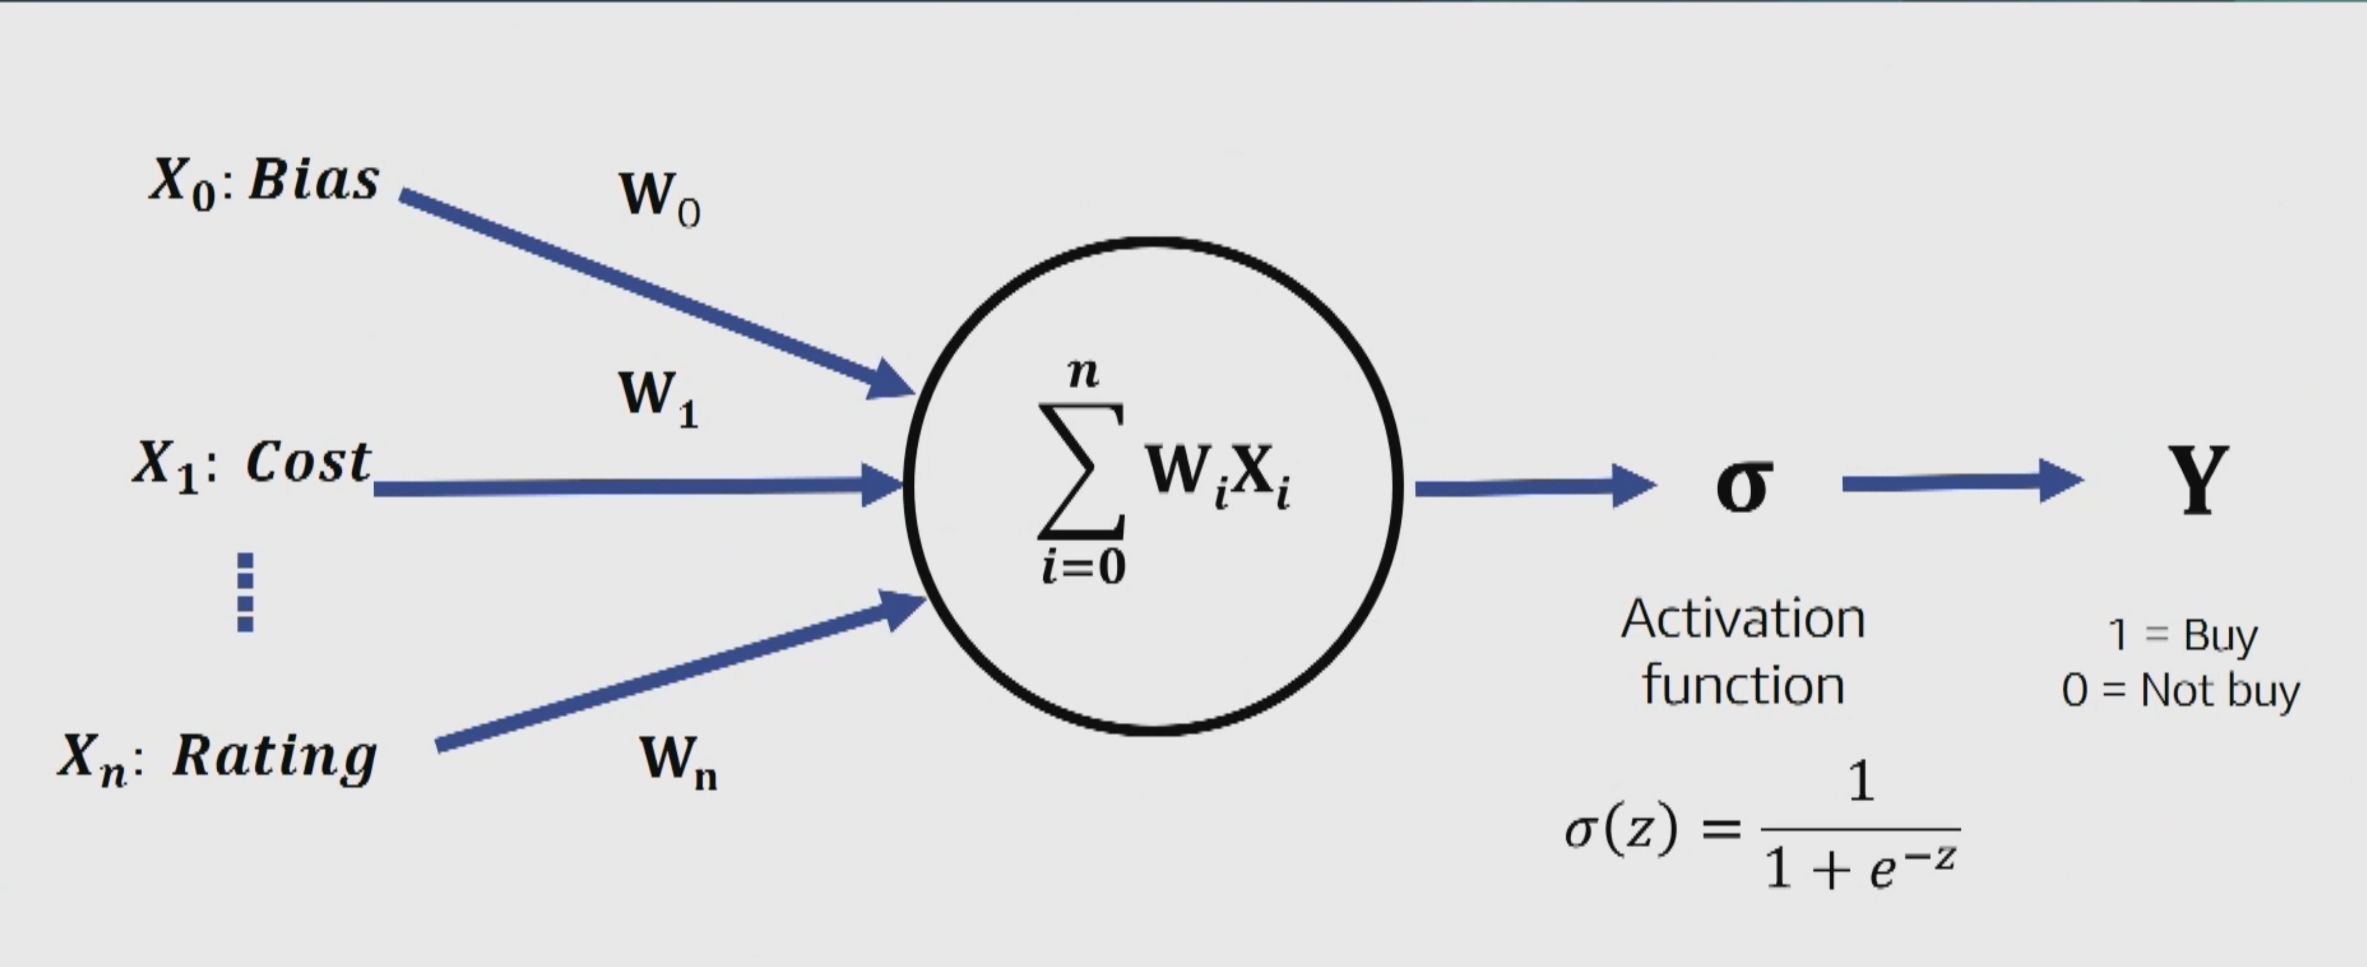 X₀: Bias
W₀
W₁
X₁: Cost
Xₙ: Rating
Wₙ
n
∑ WᵢXᵢ
i=0
σ
Y
Activation
function
1 = Buy
0 = Not buy
σ(z) = 1 / (1 + e⁻ᶻ)